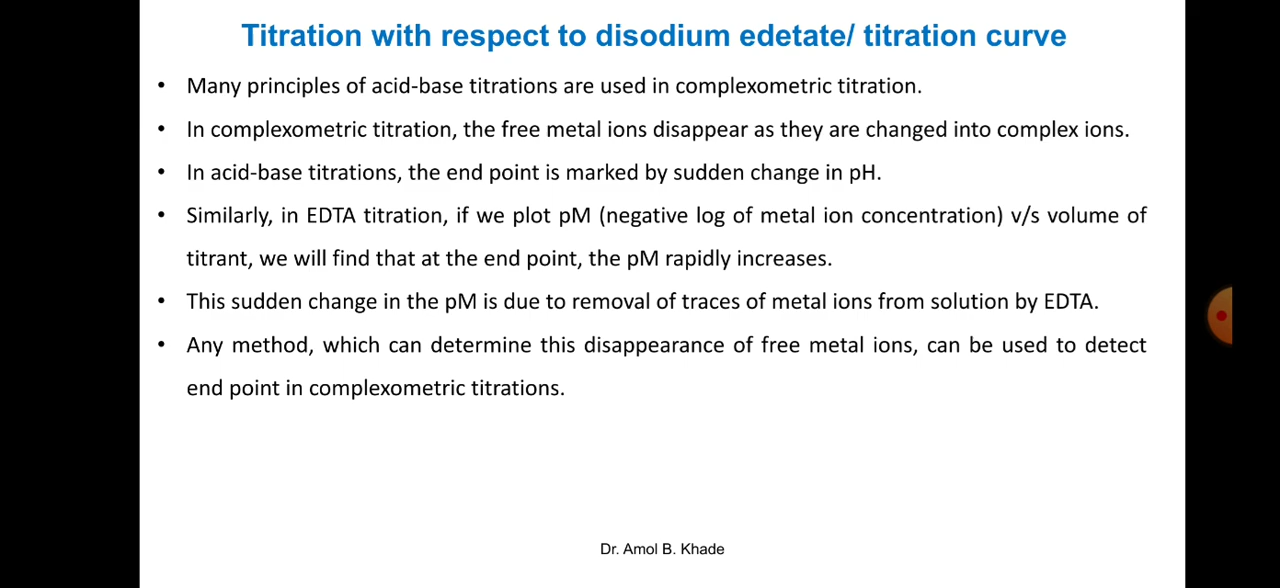 Titration with respect to disodium edetate/ titration curve
• Many principles of acid-base titrations are used in complexometric titration.
• In complexometric titration, the free metal ions disappear as they are changed into complex ions.
• In acid-base titrations, the end point is marked by sudden change in pH.
• Similarly, in EDTA titration, if we plot pM (negative log of metal ion concentration) v/s volume of
titrant, we will find that at the end point, the pM rapidly increases.
• This sudden change in the pM is due to removal of traces of metal ions from solution by EDTA.
• Any method, which can determine this disappearance of free metal ions, can be used to detect
end point in complexometric titrations.
Dr. Amol B. Khade